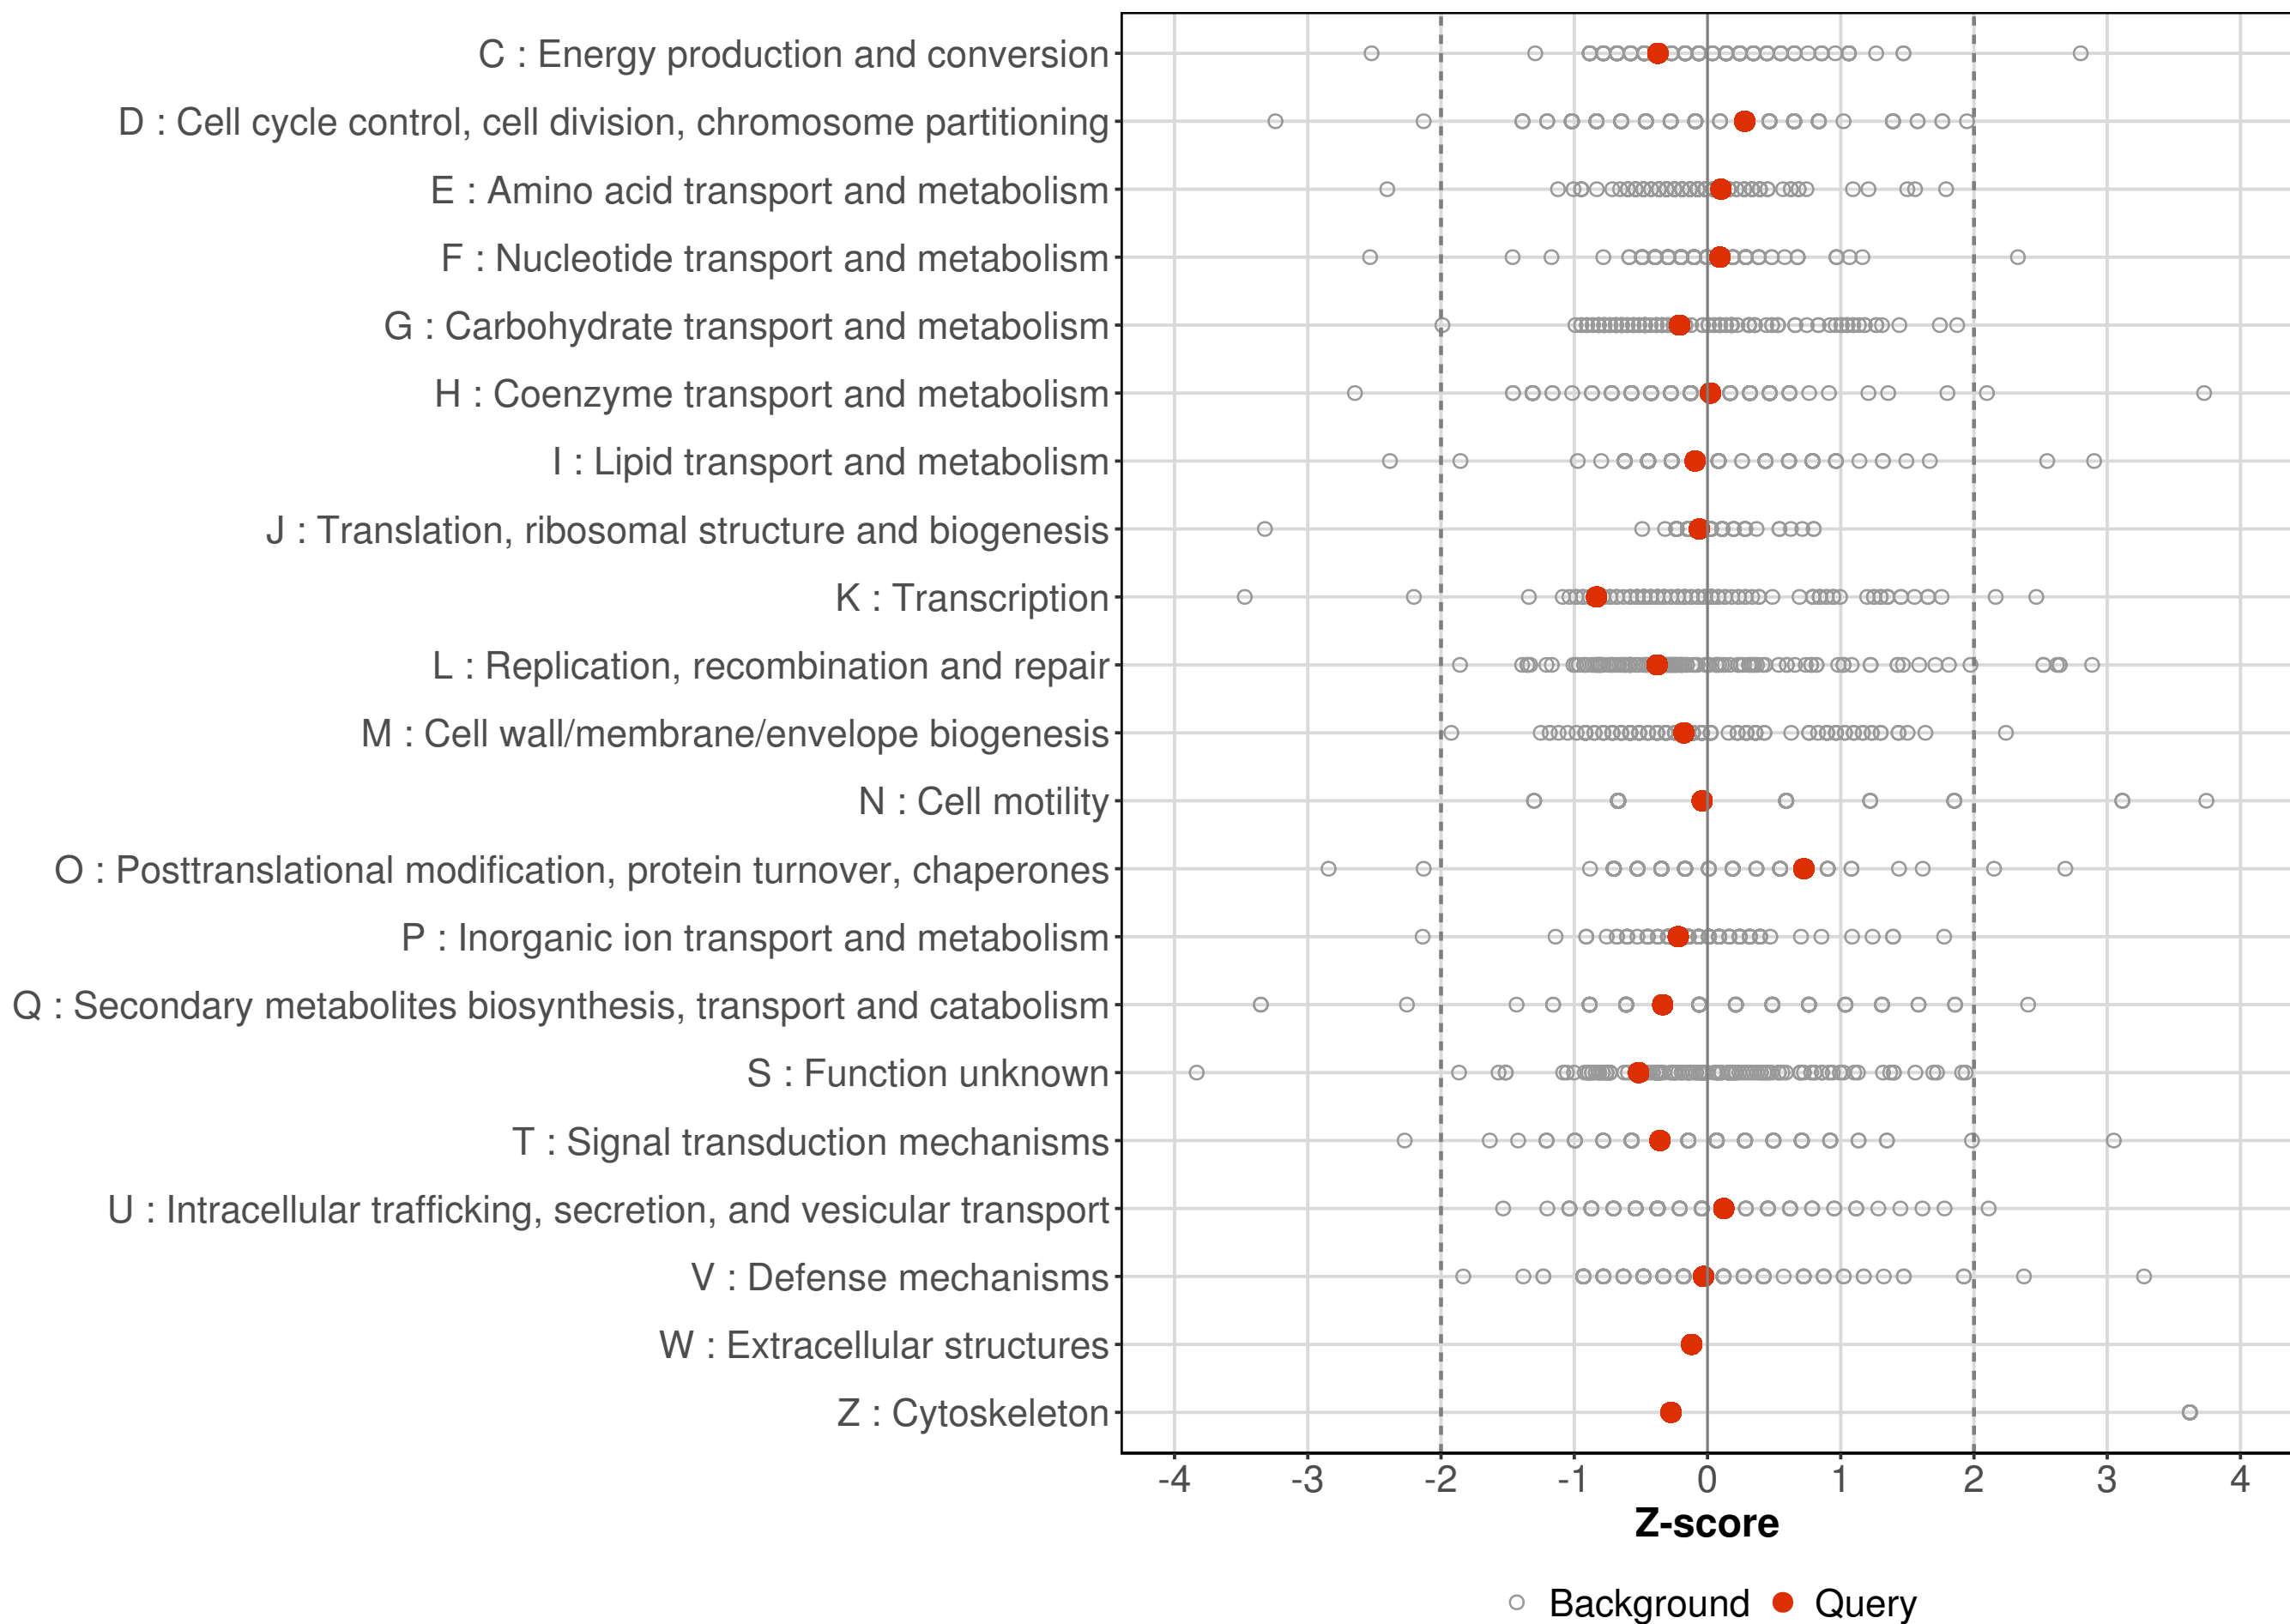 C : Energy production and conversion
D : Cell cycle control, cell division, chromosome partitioning
E : Amino acid transport and metabolism
F : Nucleotide transport and metabolism
G : Carbohydrate transport and metabolism
H : Coenzyme transport and metabolism
I : Lipid transport and metabolism
J : Translation, ribosomal structure and biogenesis
K : Transcription
L : Replication, recombination and repair
M : Cell wall/membrane/envelope biogenesis
N : Cell motility
O : Posttranslational modification, protein turnover, chaperones
P : Inorganic ion transport and metabolism
Q : Secondary metabolites biosynthesis, transport and catabolism
S : Function unknown
T : Signal transduction mechanisms
U : Intracellular trafficking, secretion, and vesicular transport
V : Defense mechanisms
W : Extracellular structures
Z : Cytoskeleton
-4 -3 -2 -1 0 1 2 3 4
Z-score
Background Query